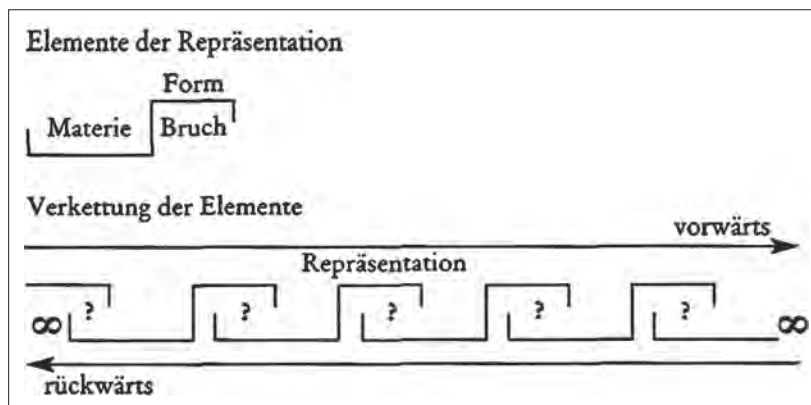 Elemente der Repräsentation
Form
Materie Bruch
Verkettung der Elemente
vorwärts
Repräsentation
∞ ? ? ? ? ? ∞
rückwärts